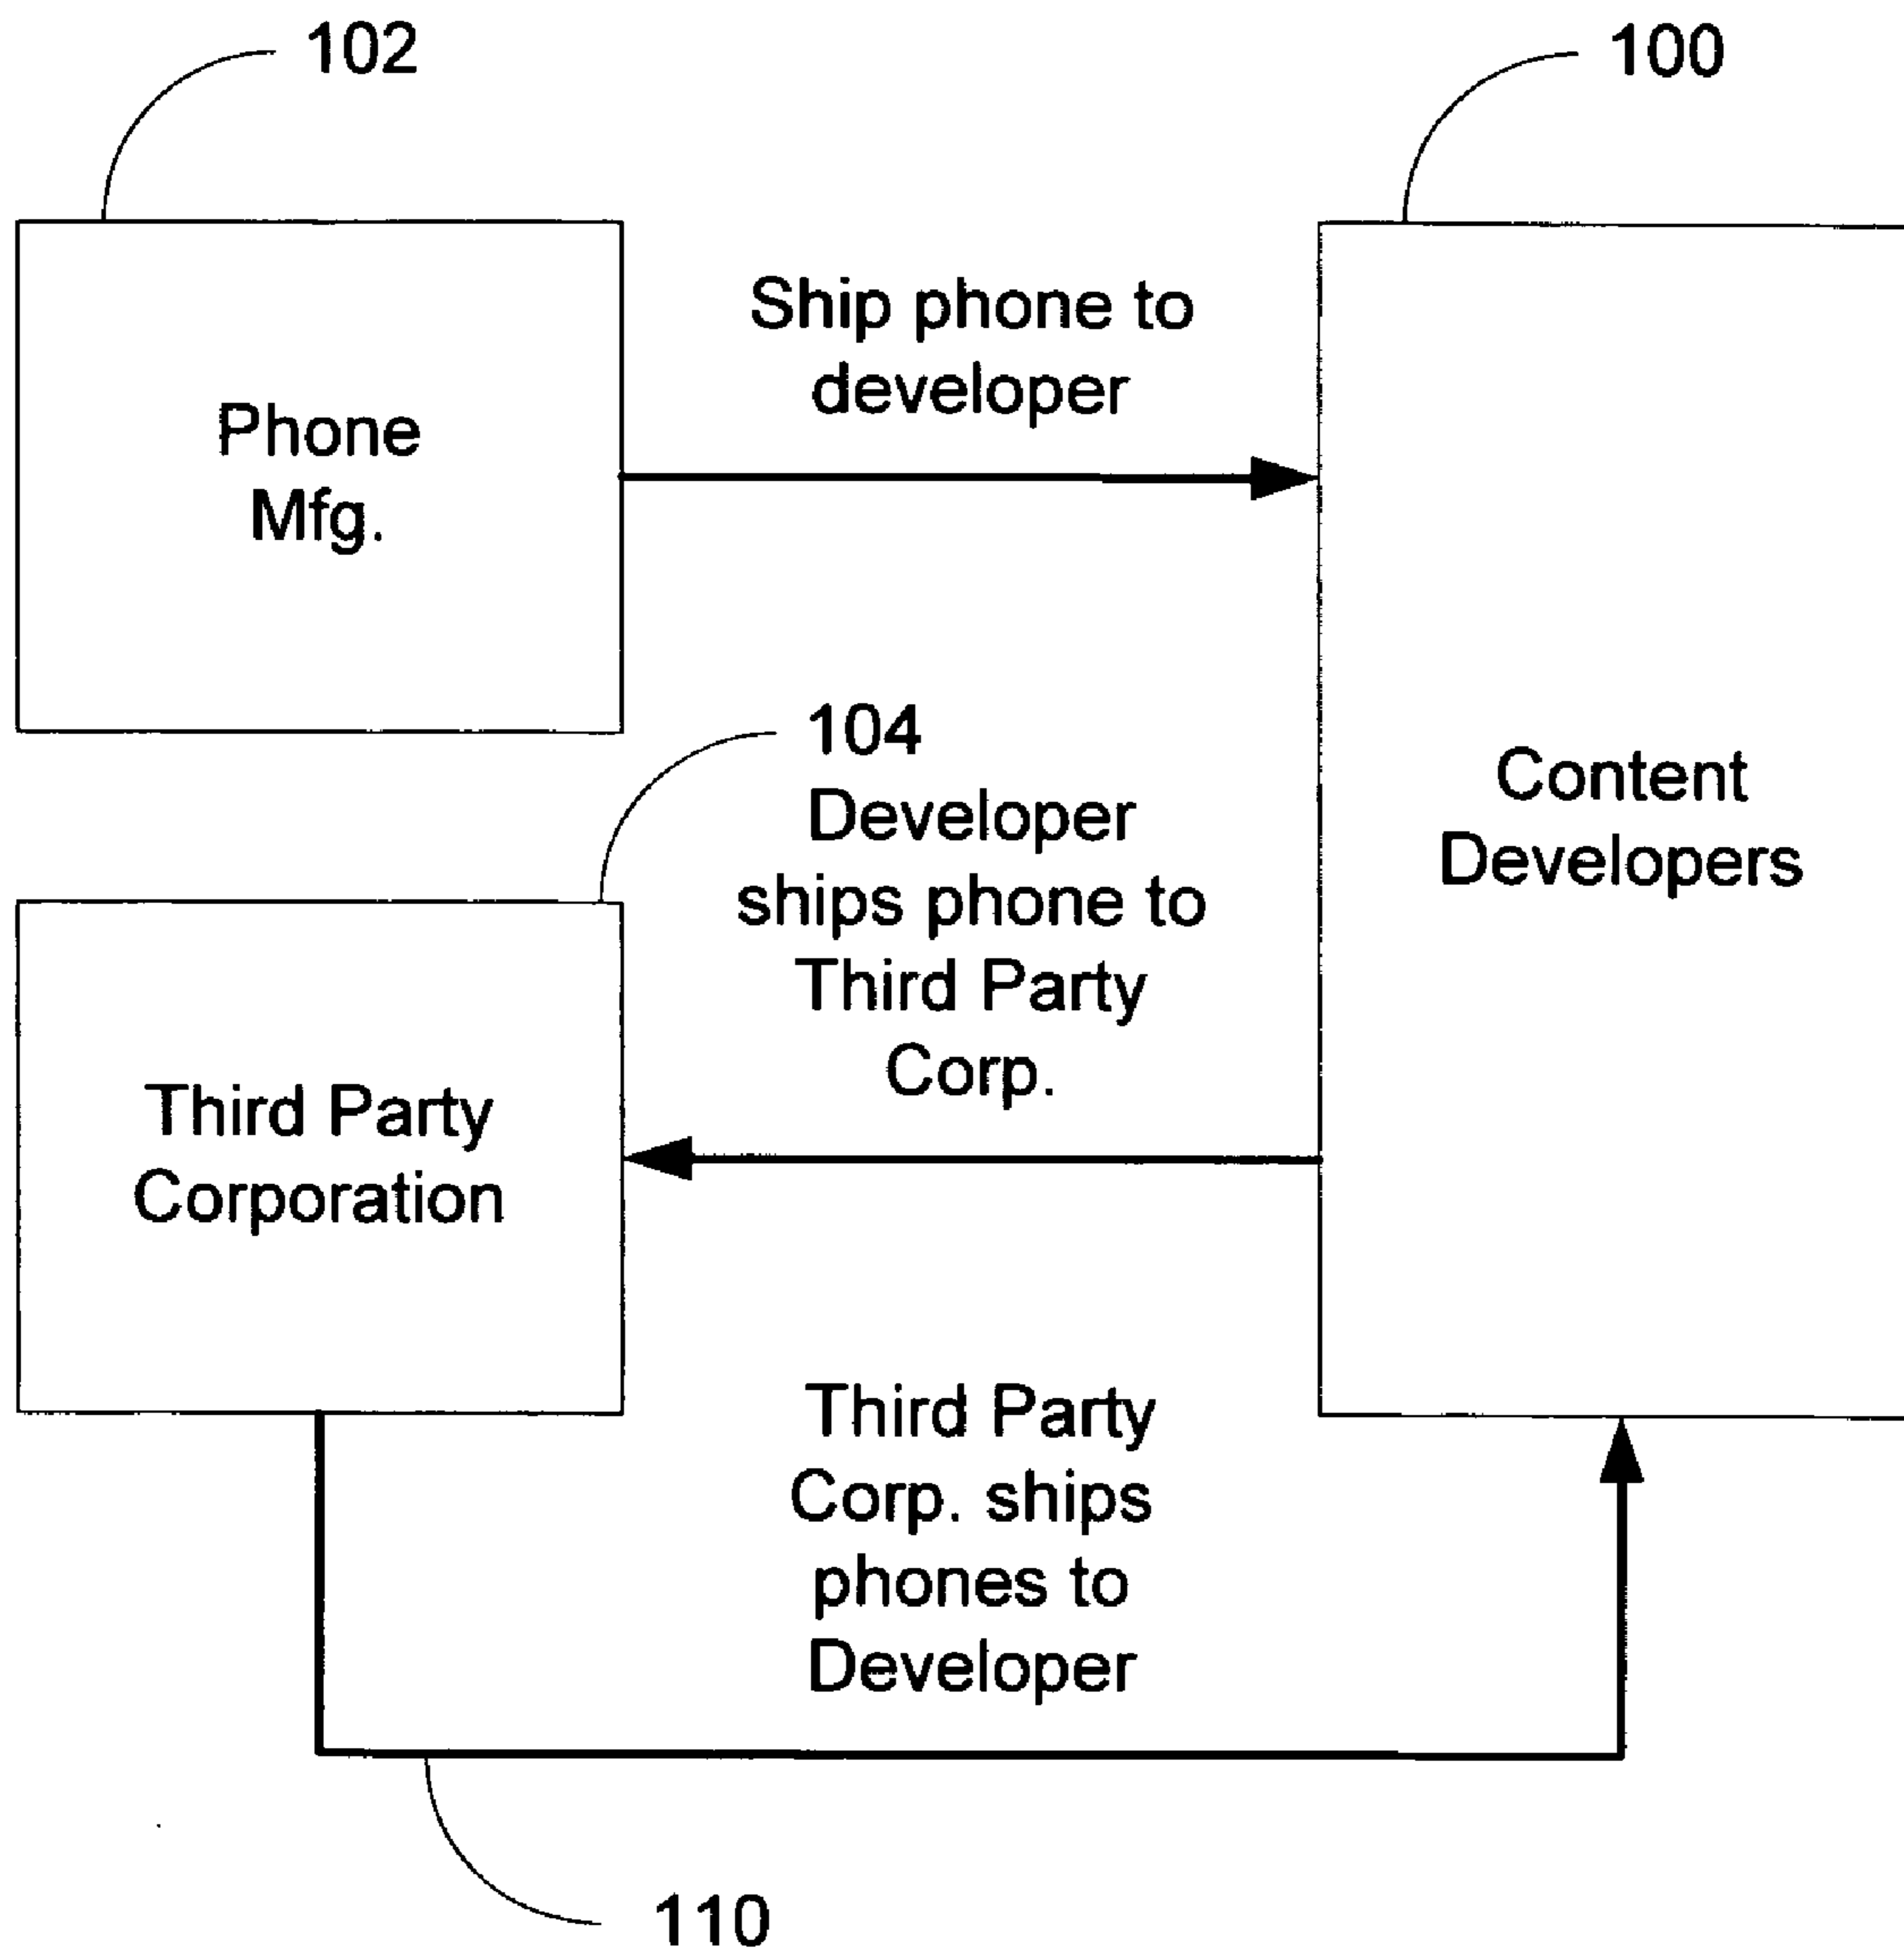 102
100
Ship phone to
developer
Phone
Mfg.
104
Developer
ships phone to
Third Party
Corp.
Content
Developers
Third Party
Corporation
Third Party
Corp. ships
phones to
Developer
110